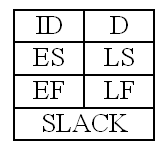 ID D
ES LS
EF LF
SLACK